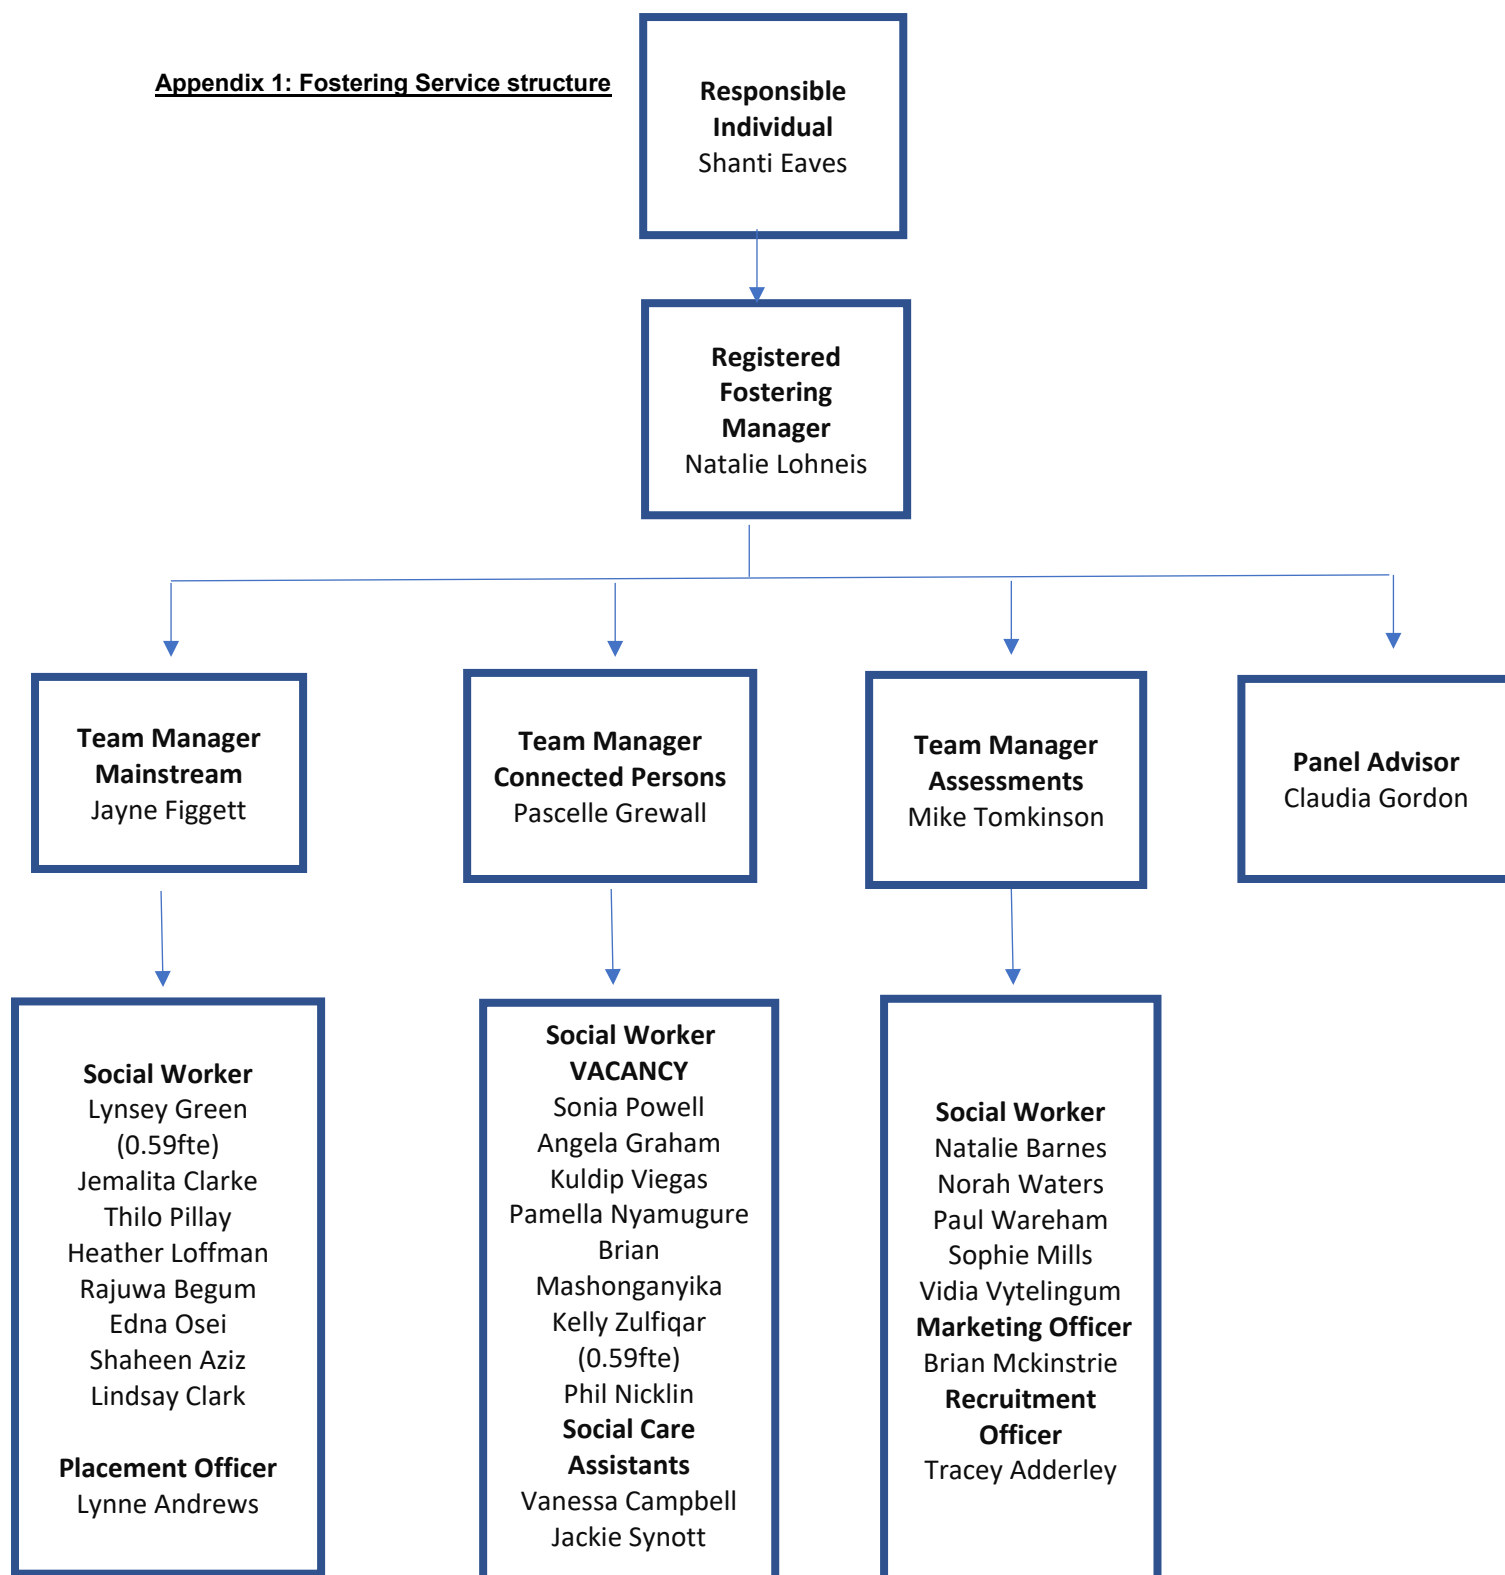 Appendix 1: Fostering Service structure
Responsible
Individual
Shanti Eaves
Registered
Fostering
Manager
Natalie Lohneis
Team Manager
Mainstream
Jayne Figgett
Team Manager
Connected Persons
Pascelle Grewall
Team Manager
Assessments
Mike Tomkinson
Panel Advisor
Claudia Gordon
Social Worker
Lynsey Green
(0.59fte)
Jemalita Clarke
Thilo Pillay
Heather Loffman
Rajuwa Begum
Edna Osei
Shaheen Aziz
Lindsay Clark
Placement Officer
Lynne Andrews
Social Worker
VACANCY
Sonia Powell
Angela Graham
Kuldip Viegas
Pamella Nyamugure
Brian
Mashonganyika
Kelly Zulfiqar
(0.59fte)
Phil Nicklin
Social Care
Assistants
Vanessa Campbell
Jackie Synott
Social Worker
Natalie Barnes
Norah Waters
Paul Wareham
Sophie Mills
Vidia Vytelingum
Marketing Officer
Brian Mckinstrie
Recruitment
Officer
Tracey Adderley